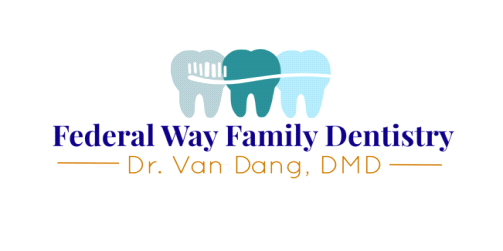 Federal Way Family Dentistry
Dr. Van Dang, DMD